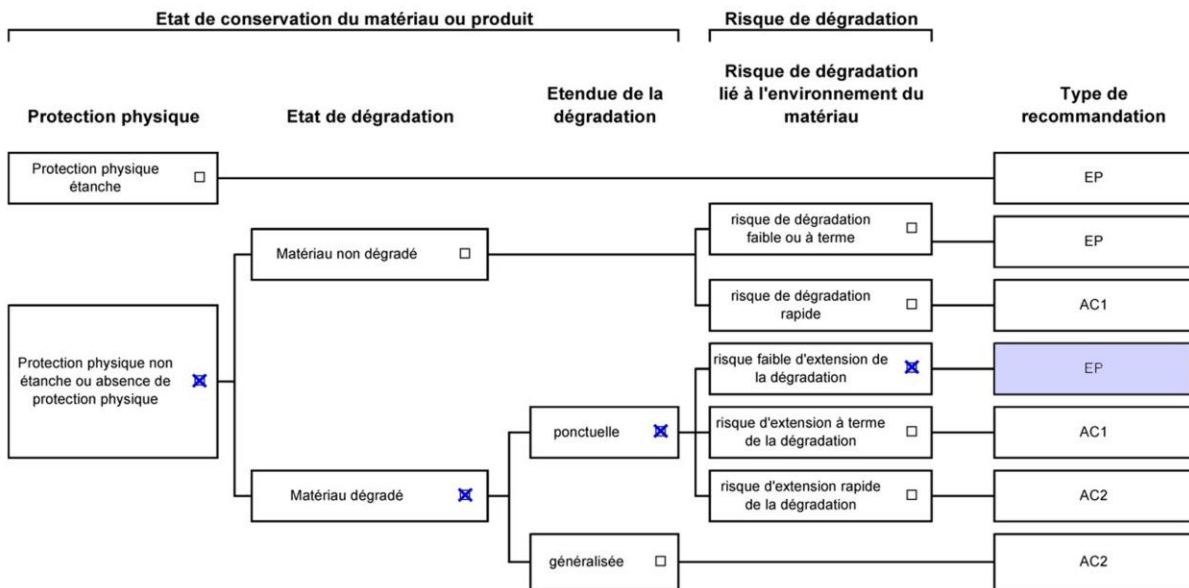 Etat de conservation du matériau ou produit
Risque de dégradation
Protection physique
Etat de dégradation
Etendue de la
dégradation
Risque de dégradation
lié à l'environnement du
matériau
Type de
recommandation
Protection physique
étanche
EP
risque de dégradation
faible ou à terme
EP
Matériau non dégradé
risque de dégradation
rapide
AC1
Protection physique non
étanche ou absence de
protection physique
risque faible d'extension de
la dégradation
EP
ponctuelle
risque d'extension à terme
de la dégradation
AC1
Matériau dégradé
risque d'extension rapide
de la dégradation
AC2
généralisée
AC2